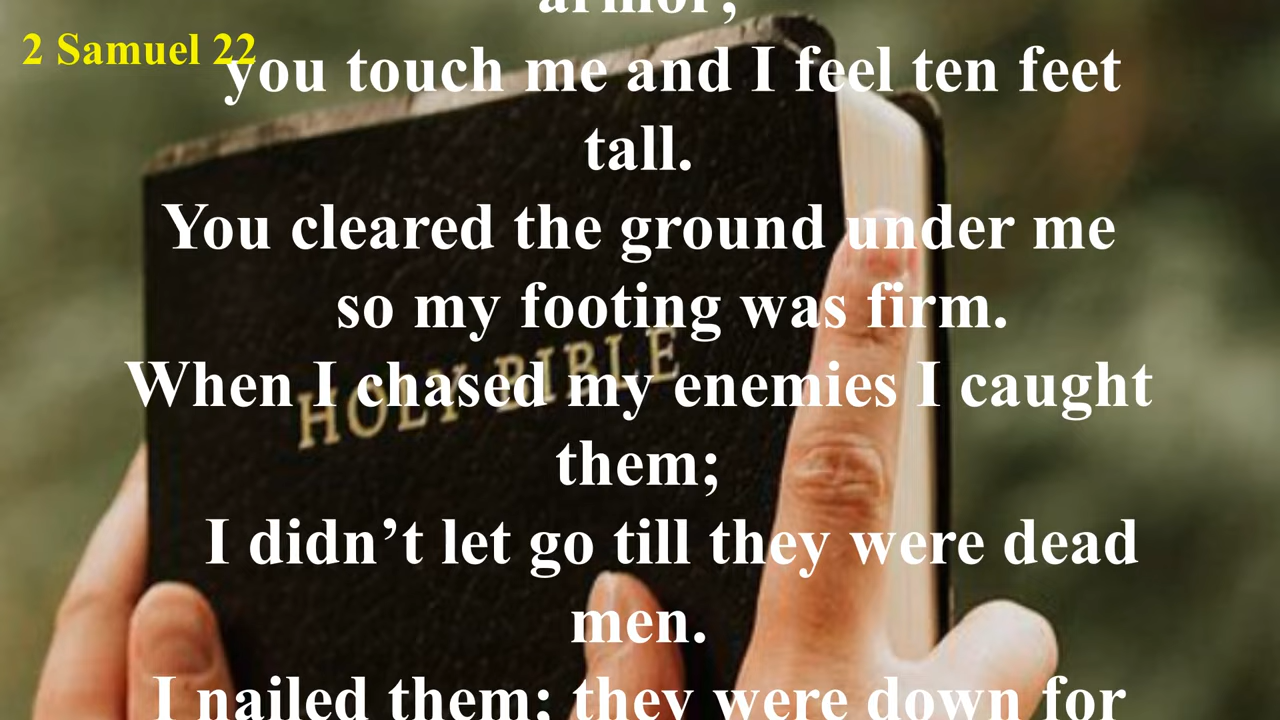 armor;
2 Samuel 22
you touch me and I feel ten feet
tall.
You cleared the ground under me
so my footing was firm.
When I chased my enemies I caught
them;
I didn’t let go till they were dead
men.
I nailed them; they were down for
HOLY BIBLE